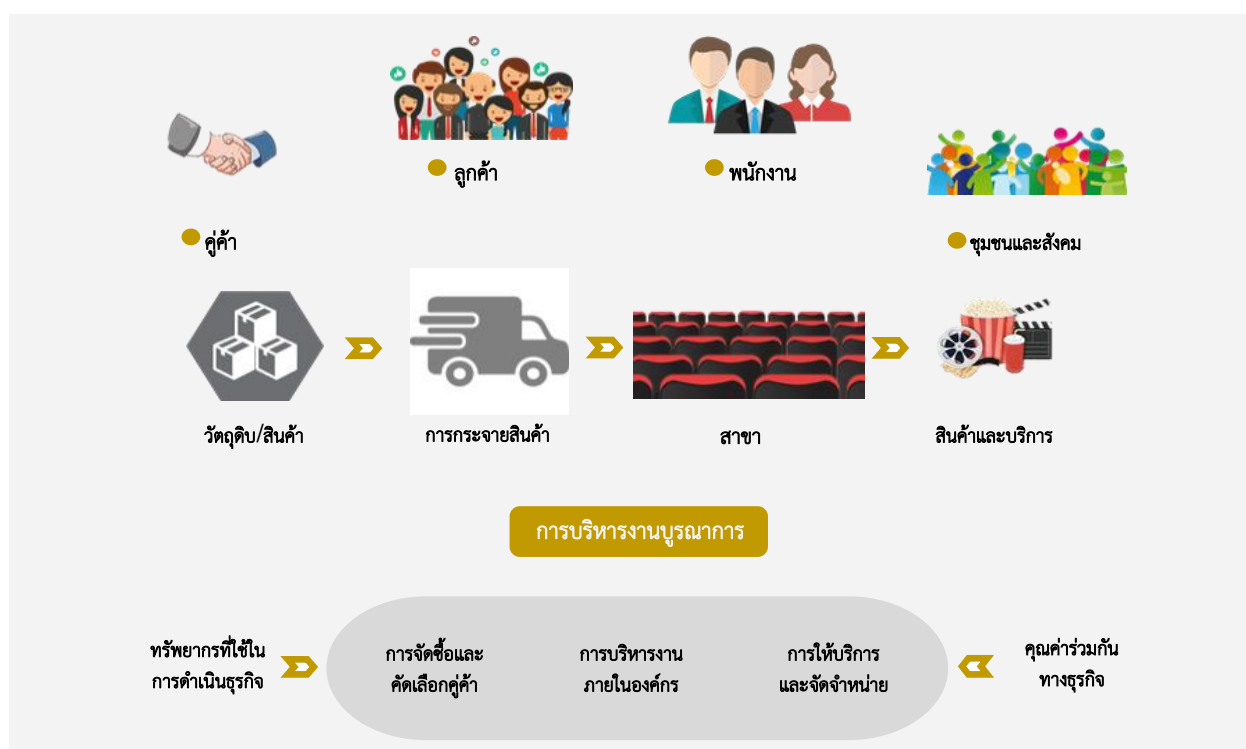 ลูกค้า
พนักงาน
คู่ค้า
ชุมชนและสังคม
วัตถุดิบ/สินค้า
การกระจายสินค้า
สาขา
สินค้าและบริการ
การบริหารงานบูรณาการ
ทรัพยากรที่ใช้ใน
การดำเนินธุรกิจ
การจัดซื้อและ
คัดเลือกคู่ค้า
การบริหารงาน
ภายในองค์กร
การให้บริการ
และจัดจำหน่าย
คุณค่าร่วมกัน
ทางธุรกิจ